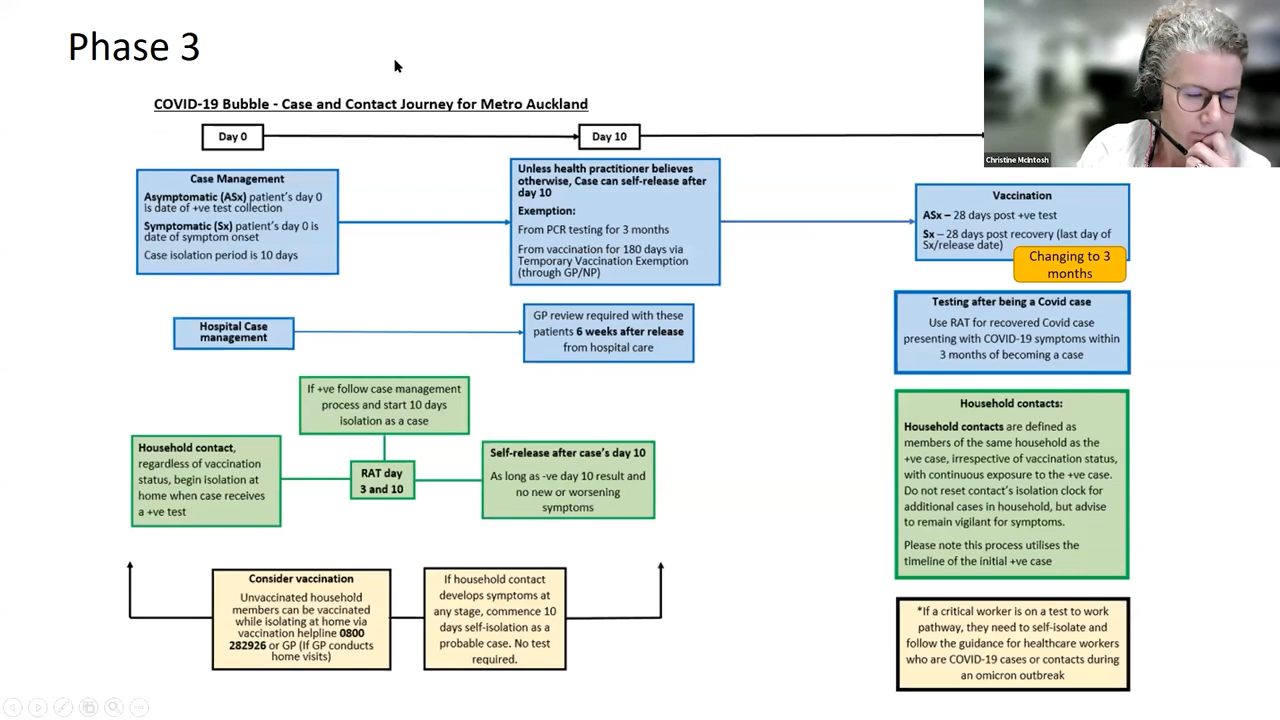 Phase 3
Christine McIntosh
COVID-19 Bubble - Case and Contact Journey for Metro Auckland
Day 0
Day 10
Case Management
Asymptomatic (ASx) patient's day 0
is date of +ve test collection
Symptomatic (Sx) patient's day 0 is
date of symptom onset
Case isolation period is 10 days
Unless health practitioner believes
otherwise, Case can self-release after
day 10
Exemption:
From PCR testing for 3 months
From vaccination for 180 days via
Temporary Vaccination Exemption
(through GP/NP)
Vaccination
ASx – 28 days post +ve test
Sx – 28 days post recovery (last day of
Sx/release date)
Changing to 3
months
Hospital Case
management
GP review required with these
patients 6 weeks after release
from hospital care
Testing after being a Covid case
Use RAT for recovered Covid case
presenting with COVID-19 symptoms within
3 months of becoming a case
If +ve follow case management
process and start 10 days
isolation as a case
Household contact,
regardless of vaccination
status, begin isolation at
home when case receives
a +ve test
RAT day
3 and 10
Self-release after case's day 10
As long as -ve day 10 result and
no new or worsening
symptoms
Household contacts:
Household contacts are defined as
members of the same household as the
+ve case, irrespective of vaccination status,
with continuous exposure to the +ve case.
Do not reset contact's isolation clock for
additional cases in household, but advise
to remain vigilant for symptoms.
Please note this process utilises the
timeline of the initial +ve case
Consider vaccination
Unvaccinated household
members can be vaccinated
while isolating at home via
vaccination helpline 0800
282926 or GP (If GP conducts
home visits)
If household contact
develops symptoms at
any stage, commence 10
days self-isolation as a
probable case. No test
required.
*If a critical worker is on a test to work
pathway, they need to self-isolate and
follow the guidance for healthcare workers
who are COVID-19 cases or contacts during
an omicron outbreak